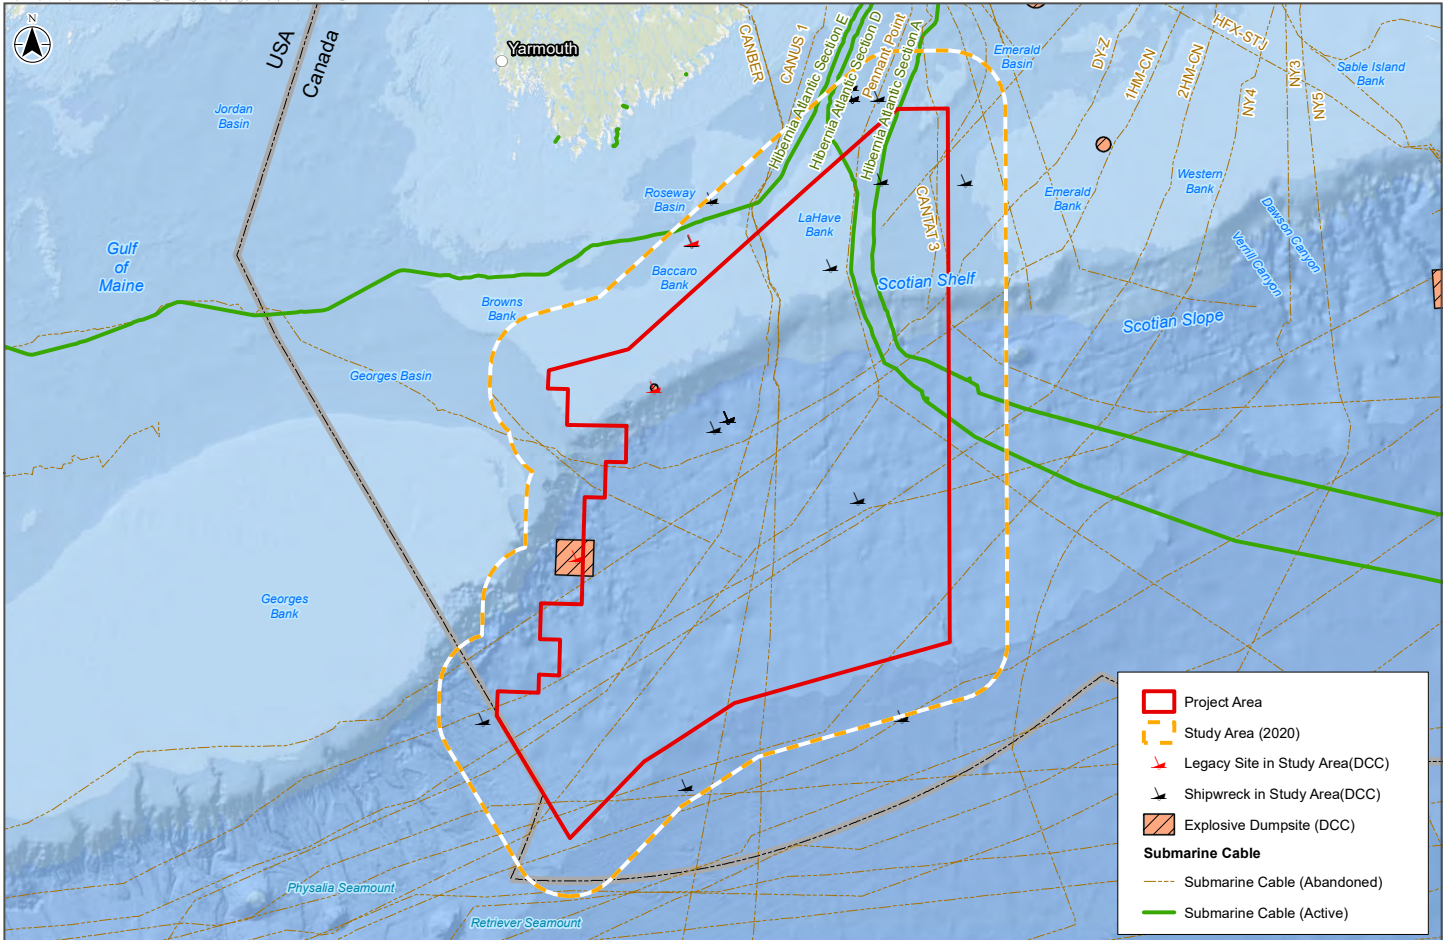 N
USA
Canada
Yarmouth
CANBER
CANUS 1
Hibernia Atlantic Section E
Hibernia Atlantic Section D
Pennant Point
Hibernia Atlantic Section A
Emerald
Basin
DY-Z
1HM-CN
2HM-CN
HFX-STJ
NY4
NY3
NY5
Sable Island
Bank
Jordan
Basin
Roseway
Basin
LaHave
Bank
CANTAT 3
Emerald
Bank
Western
Bank
Dawson Canyon
Verrill Canyon
Gulf
of
Maine
Baccaro
Bank
Scotian Shelf
Browns
Bank
Scotian Slope
Georges Basin
Georges
Bank
Physalia Seamount
Retriever Seamount
Project Area
Study Area (2020)
Legacy Site in Study Area(DCC)
Shipwreck in Study Area(DCC)
Explosive Dumpsite (DCC)
Submarine Cable
Submarine Cable (Abandoned)
Submarine Cable (Active)